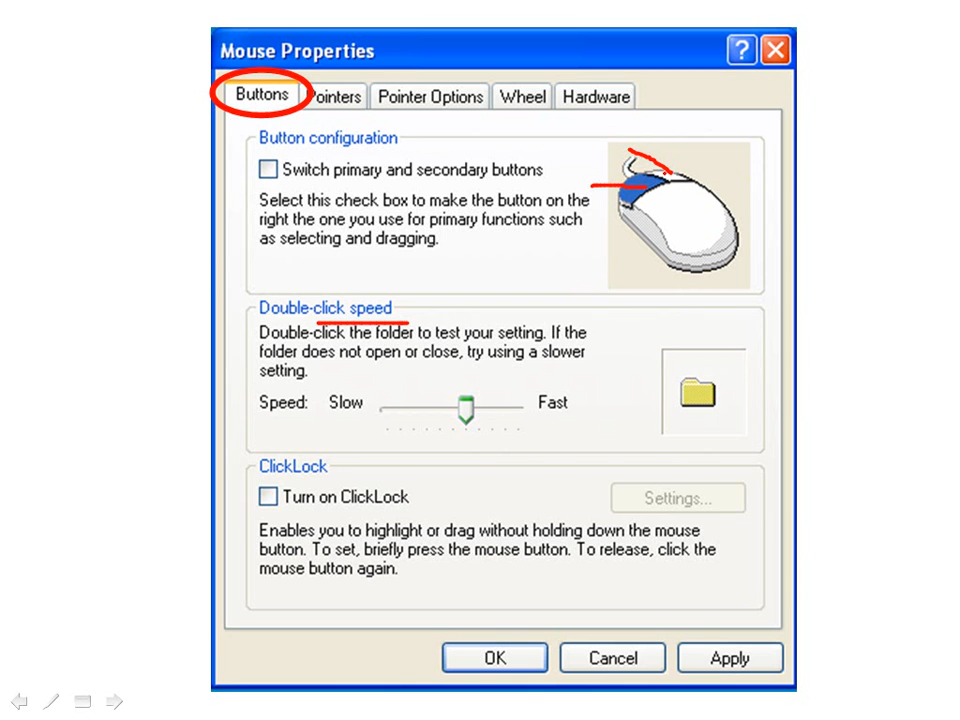 Mouse Properties
Buttons Pointers Pointer Options Wheel Hardware
Button configuration
Switch primary and secondary buttons
Select this check box to make the button on the
right the one you use for primary functions such
as selecting and dragging.
Double-click speed
Double-click the folder to test your setting. If the
folder does not open or close, try using a slower
setting.
Speed: Slow Fast
ClickLock
Turn on ClickLock Settings...
Enables you to highlight or drag without holding down the mouse
button. To set, briefly press the mouse button. To release, click the
mouse button again.
OK Cancel Apply